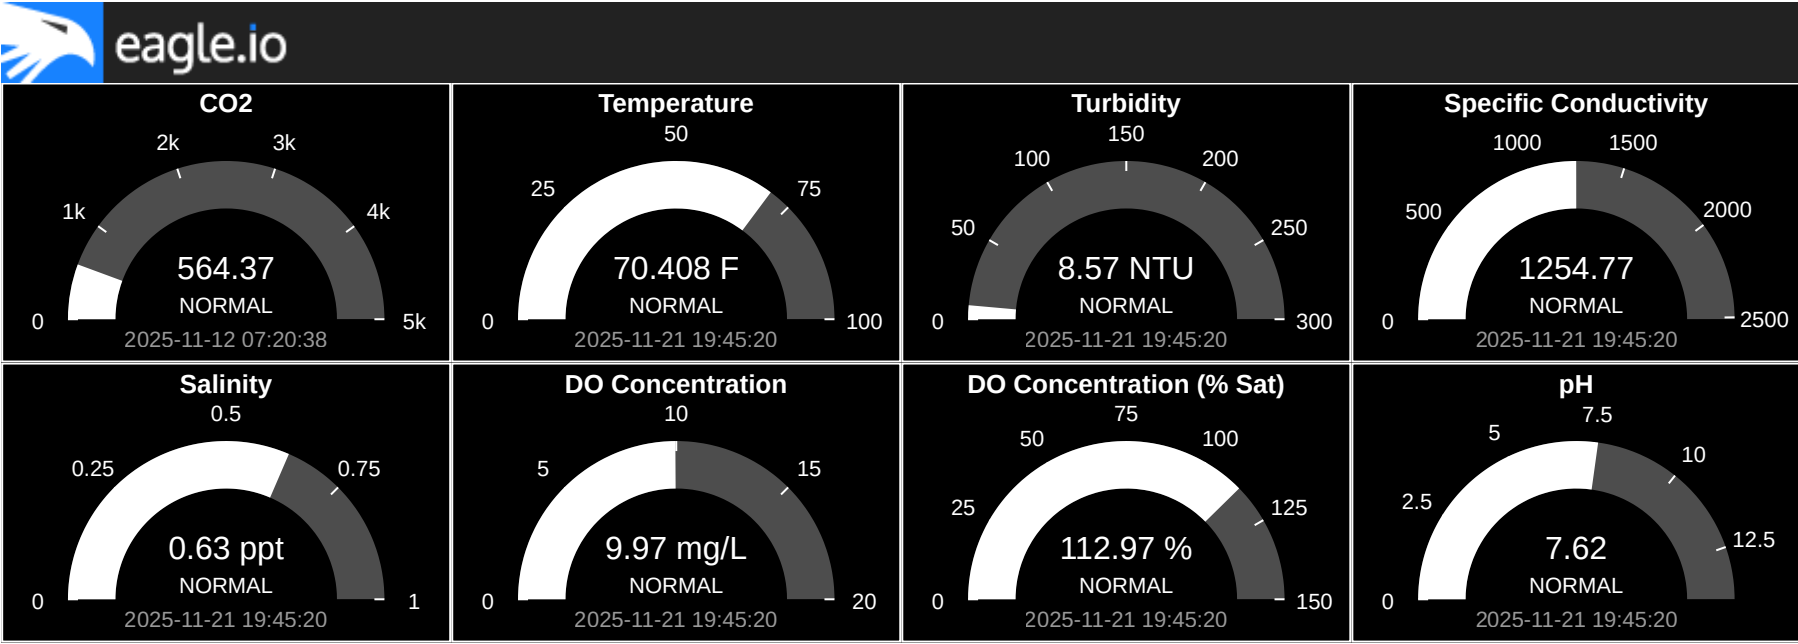 eagle.io
CO2
0
1k
2k
3k
4k
5k
564.37
NORMAL
2025-11-12 07:20:38
Temperature
0
25
50
75
100
70.408 F
NORMAL
2025-11-21 19:45:20
Turbidity
0
50
100
150
200
250
300
8.57 NTU
NORMAL
2025-11-21 19:45:20
Specific Conductivity
0
500
1000
1500
2000
2500
1254.77
NORMAL
2025-11-21 19:45:20
Salinity
0
0.25
0.5
0.75
1
0.63 ppt
NORMAL
2025-11-21 19:45:20
DO Concentration
0
5
10
15
20
9.97 mg/L
NORMAL
2025-11-21 19:45:20
DO Concentration (% Sat)
0
25
50
75
100
125
150
112.97 %
NORMAL
2025-11-21 19:45:20
pH
0
2.5
5
7.5
10
12.5
7.62
NORMAL
2025-11-21 19:45:20